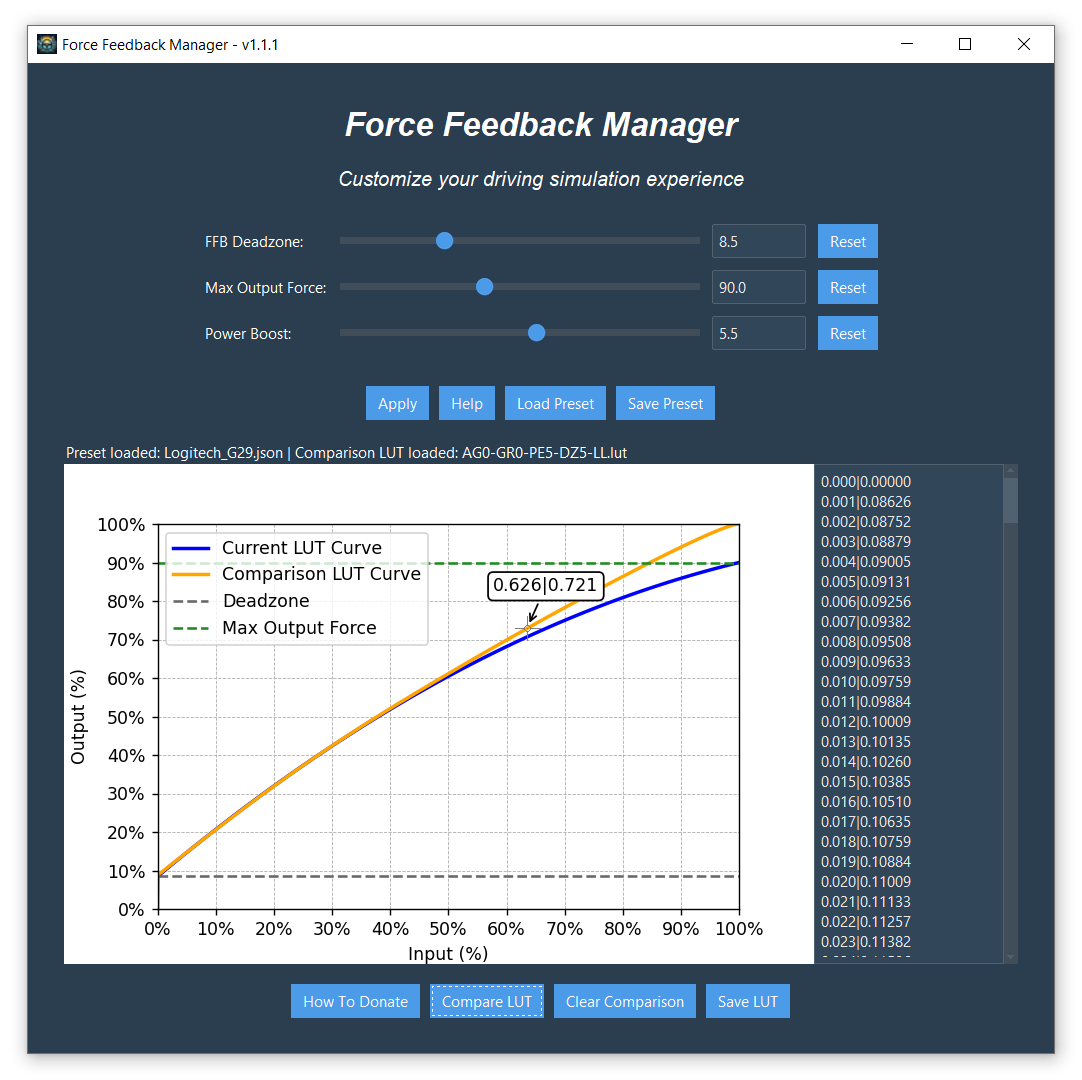 Force Feedback Manager - v1.1.1
Force Feedback Manager
Customize your driving simulation experience
FFB Deadzone: 8.5 Reset
Max Output Force: 90.0 Reset
Power Boost: 5.5 Reset
Apply Help Load Preset Save Preset
Preset loaded: Logitech_G29.json | Comparison LUT loaded: AG0-GR0-PE5-DZ5-LL.lut
100%
90%
80%
70%
60%
50%
40%
30%
20%
10%
0%
Output (%)
Current LUT Curve
Comparison LUT Curve
Deadzone
Max Output Force
0.626|0.721
0% 10% 20% 30% 40% 50% 60% 70% 80% 90% 100%
Input (%)
0.000|0.00000
0.001|0.08626
0.002|0.08752
0.003|0.08879
0.004|0.09005
0.005|0.09131
0.006|0.09256
0.007|0.09382
0.008|0.09508
0.009|0.09633
0.010|0.09759
0.011|0.09884
0.012|0.10009
0.013|0.10135
0.014|0.10260
0.015|0.10385
0.016|0.10510
0.017|0.10635
0.018|0.10759
0.019|0.10884
0.020|0.11009
0.021|0.11133
0.022|0.11257
0.023|0.11382
How To Donate Compare LUT Clear Comparison Save LUT